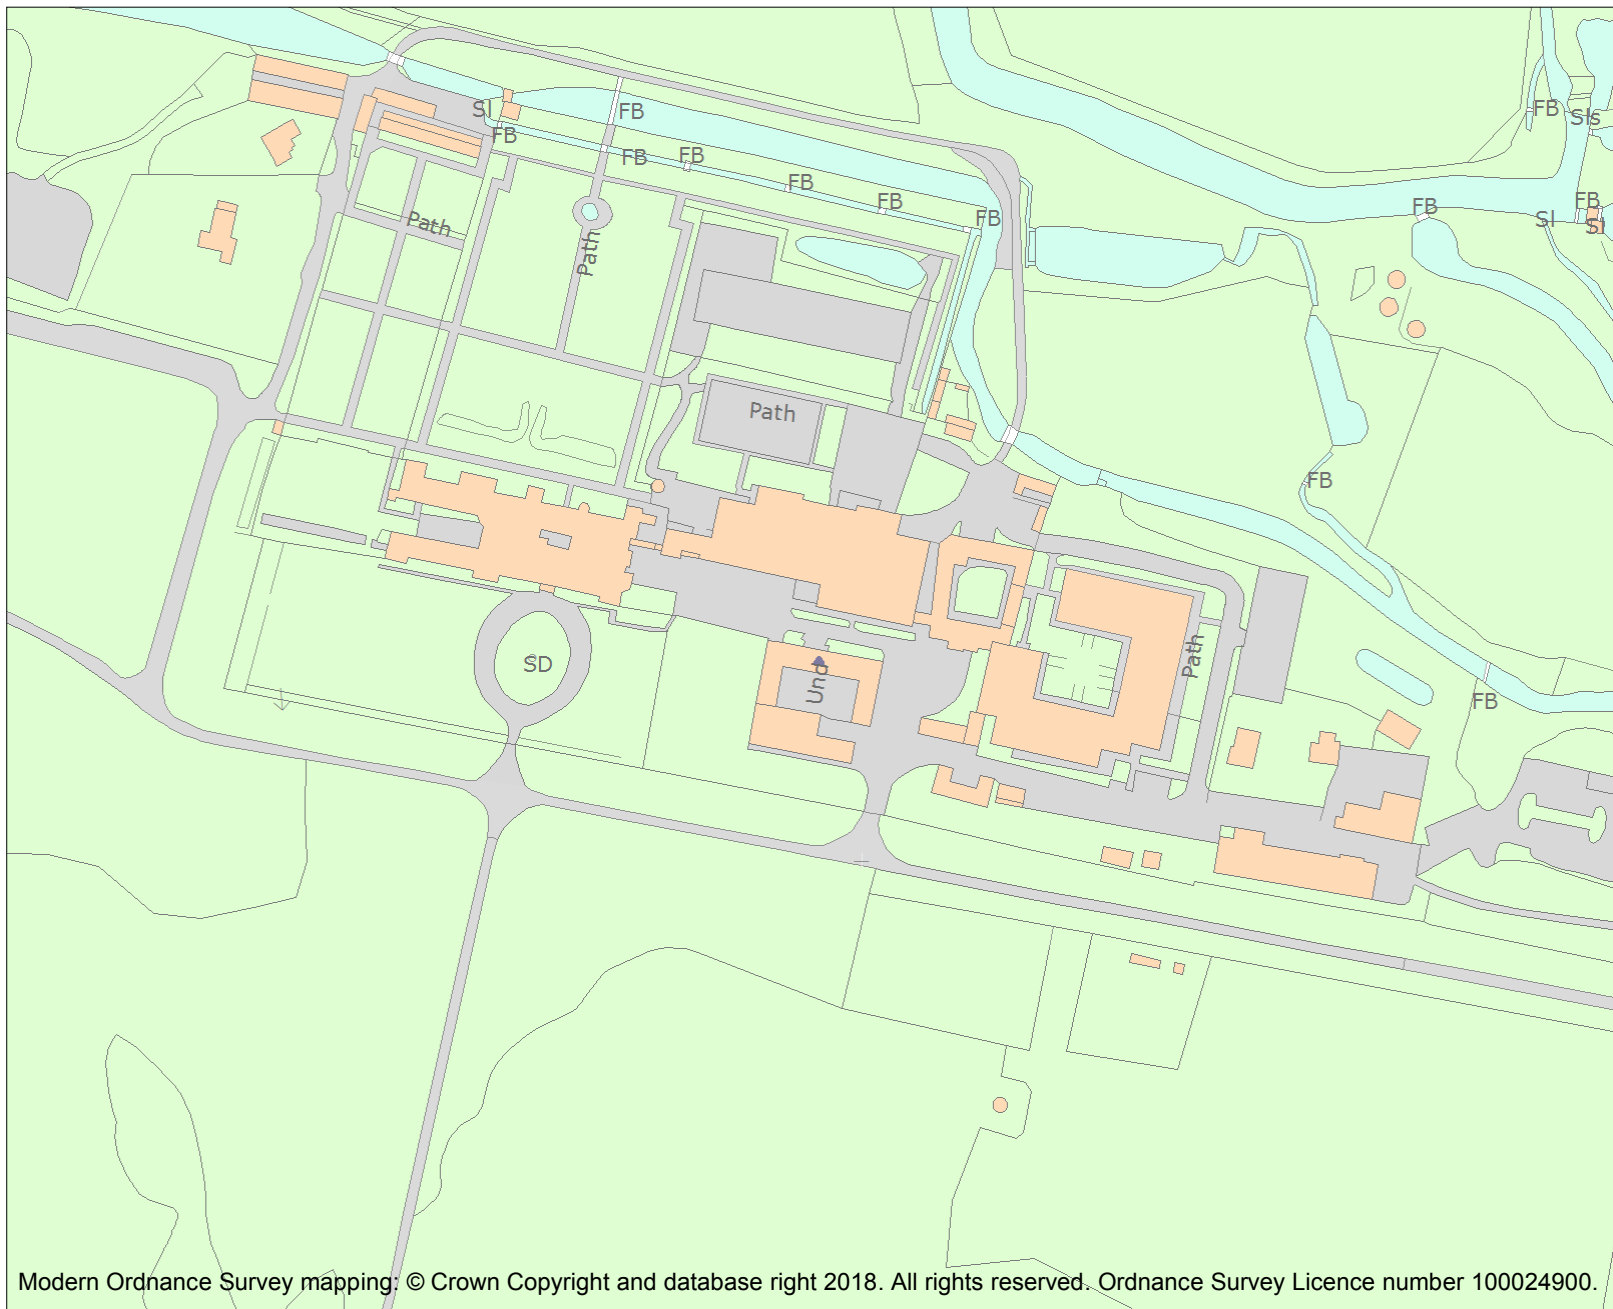 FB
FB
Sl
Sls
FB
FB
FB
FB
FB
FB
FB
FB
Sl
Sl
Path
Path
Path
FB
SD
Und
Path
FB
Modern Ordnance Survey mapping: © Crown Copyright and database right 2018. All rights reserved. Ordnance Survey Licence number 100024900.